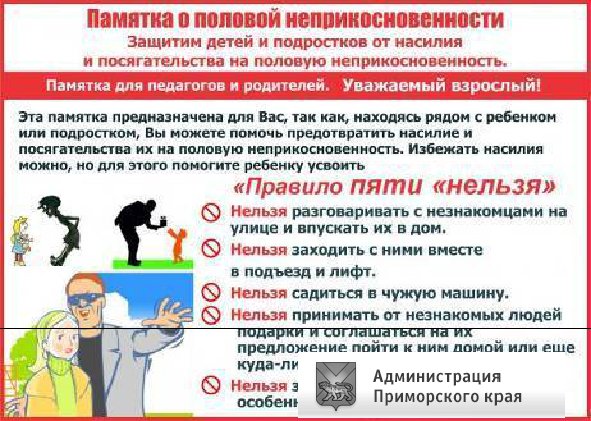 Памятка о половой неприкосновенности
Защитим детей и подростков от насилия
и посягательства на половую неприкосновенность.
Памятка для педагогов и родителей. Уважаемый взрослый!
Эта памятка предназначена для Вас, так как, находясь рядом с ребенком
или подростком, Вы можете помочь предотвратить насилие и
посягательства их на половую неприкосновенность. Избежать насилия
можно, но для этого помогите ребенку усвоить
«Правило пяти «нельзя»
Нельзя разговаривать с незнакомцами на
улице и впускать их в дом.
Нельзя заходить с ними вместе
в подъезд и лифт.
Нельзя садиться в чужую машину.
Нельзя принимать от незнакомых людей
подарки и соглашаться на их
предложение пойти к ним домой или еще
куда-ли
Нельзя з
особенн
Администрация
Приморского края